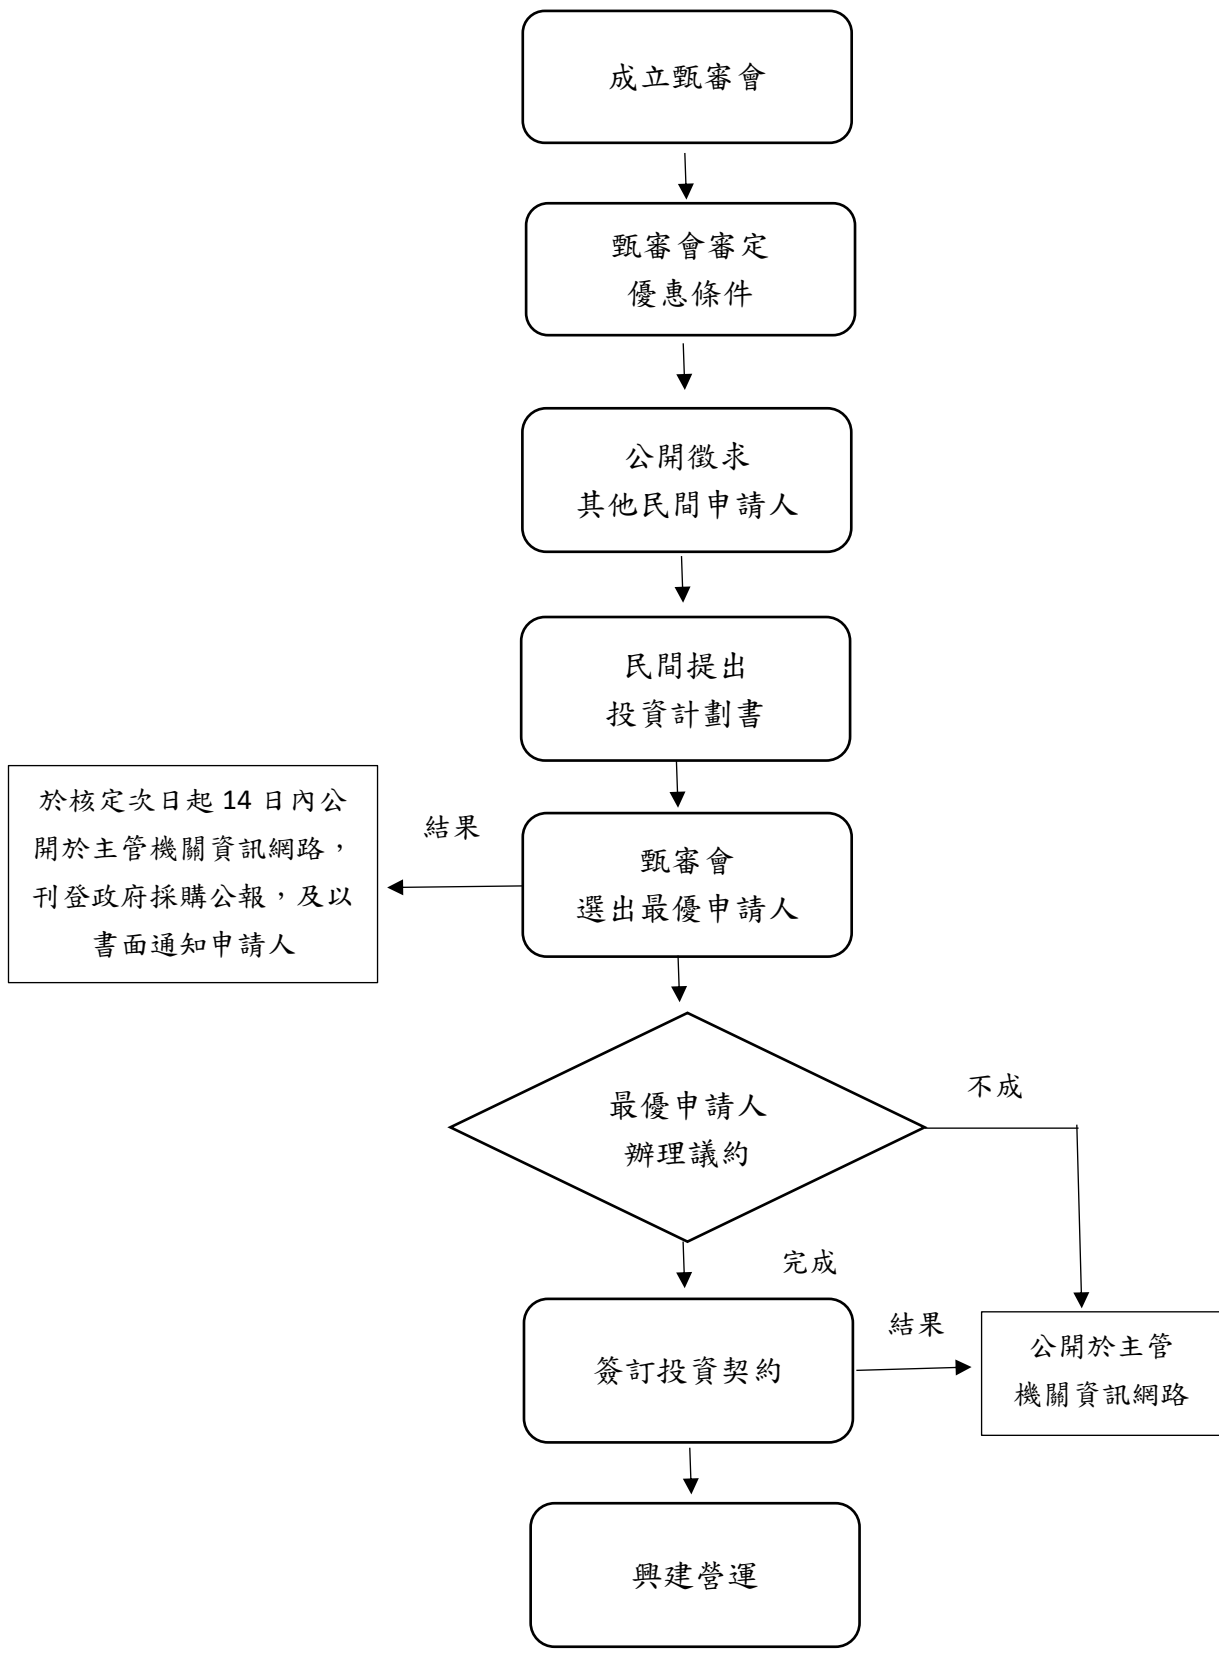 成立甄審會
甄審會審定
優惠條件
公開徵求
其他民間申請人
民間提出
投資計劃書
於核定次日起 14 日內公
開於主管機關資訊網路，
刊登政府採購公報，及以
書面通知申請人
結果
甄審會
選出最優申請人
不成
最優申請人
辦理議約
完成
簽訂投資契約
結果
公開於主管
機關資訊網路
興建營運